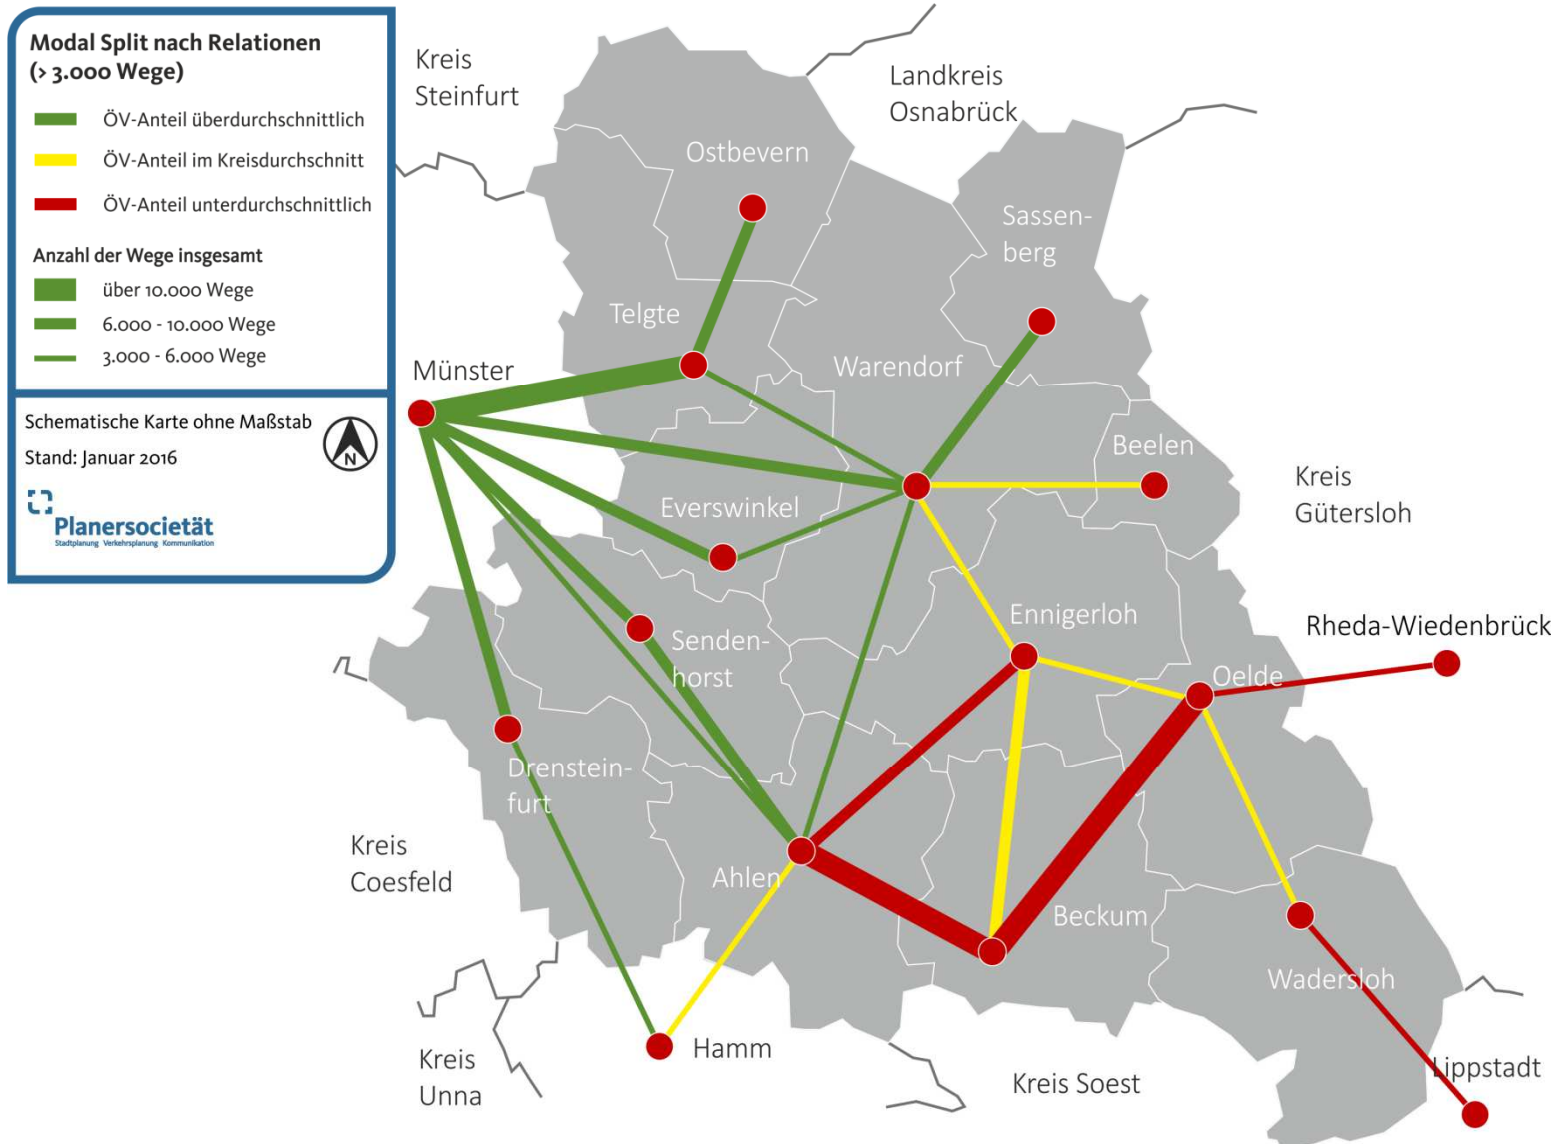 Modal Split nach Relationen
(> 3.000 Wege)
ÖV-Anteil überdurchschnittlich
ÖV-Anteil im Kreisdurchschnitt
ÖV-Anteil unterdurchschnittlich
Anzahl der Wege insgesamt
über 10.000 Wege
6.000 - 10.000 Wege
3.000 - 6.000 Wege
Schematische Karte ohne Maßstab
Stand: Januar 2016
N
Planersocietät
Stadtplanung Verkehrsplanung Kommunikation
Kreis
Steinfurt
Landkreis
Osnabrück
Ostbevern
Sassen-
berg
Telgte
Münster
Warendorf
Beelen
Kreis
Gütersloh
Everswinkel
Ennigerloh
Rheda-Wiedenbrück
Senden-
horst
Oelde
Drenstein-
furt
Kreis
Coesfeld
Ahlen
Beckum
Wadersloh
Hamm
Kreis
Unna
Kreis Soest
Lippstadt